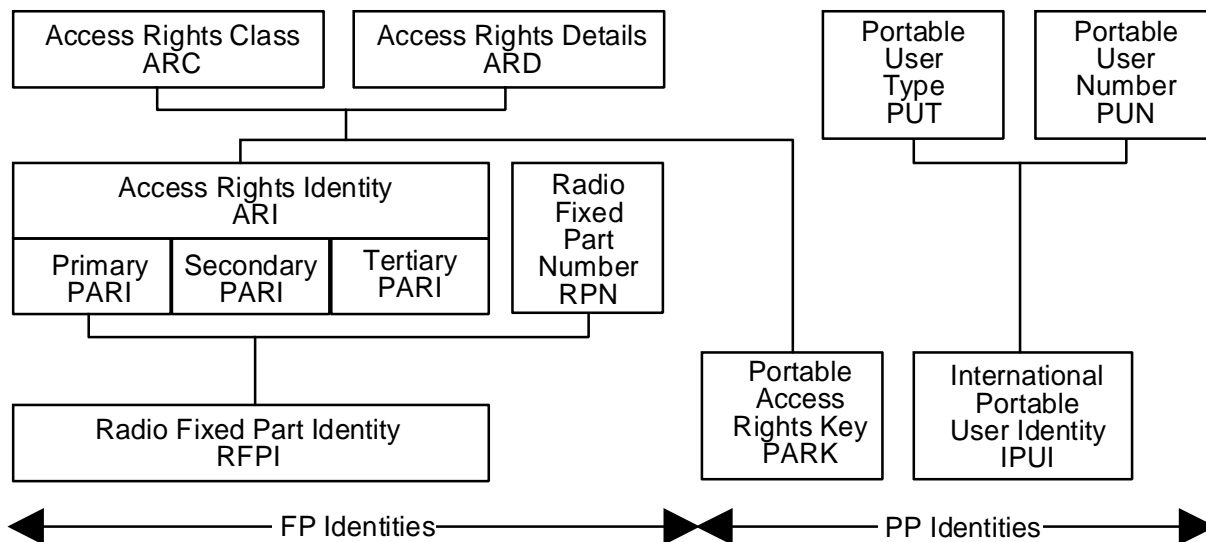 Access Rights Class
ARC
Access Rights Details
ARD
Portable
User
Type
PUT
Portable
User
Number
PUN
Access Rights Identity
ARI
Primary
PARI
Secondary
PARI
Tertiary
PARI
Radio
Fixed
Part
Number
RPN
Radio Fixed Part Identity
RFPI
Portable
Access
Rights Key
PARK
International
Portable
User Identity
IPUI
FP Identities
PP Identities